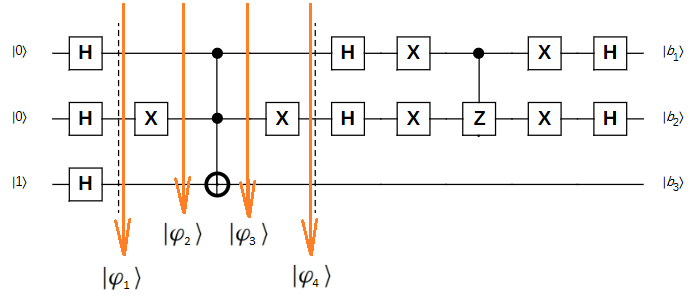 |0⟩ H H X X H |b₁⟩
|0⟩ H X X H X Z X H |b₂⟩
|1⟩ H |b₃⟩
|φ₂⟩ |φ₃⟩
|φ₁⟩ |φ₄⟩